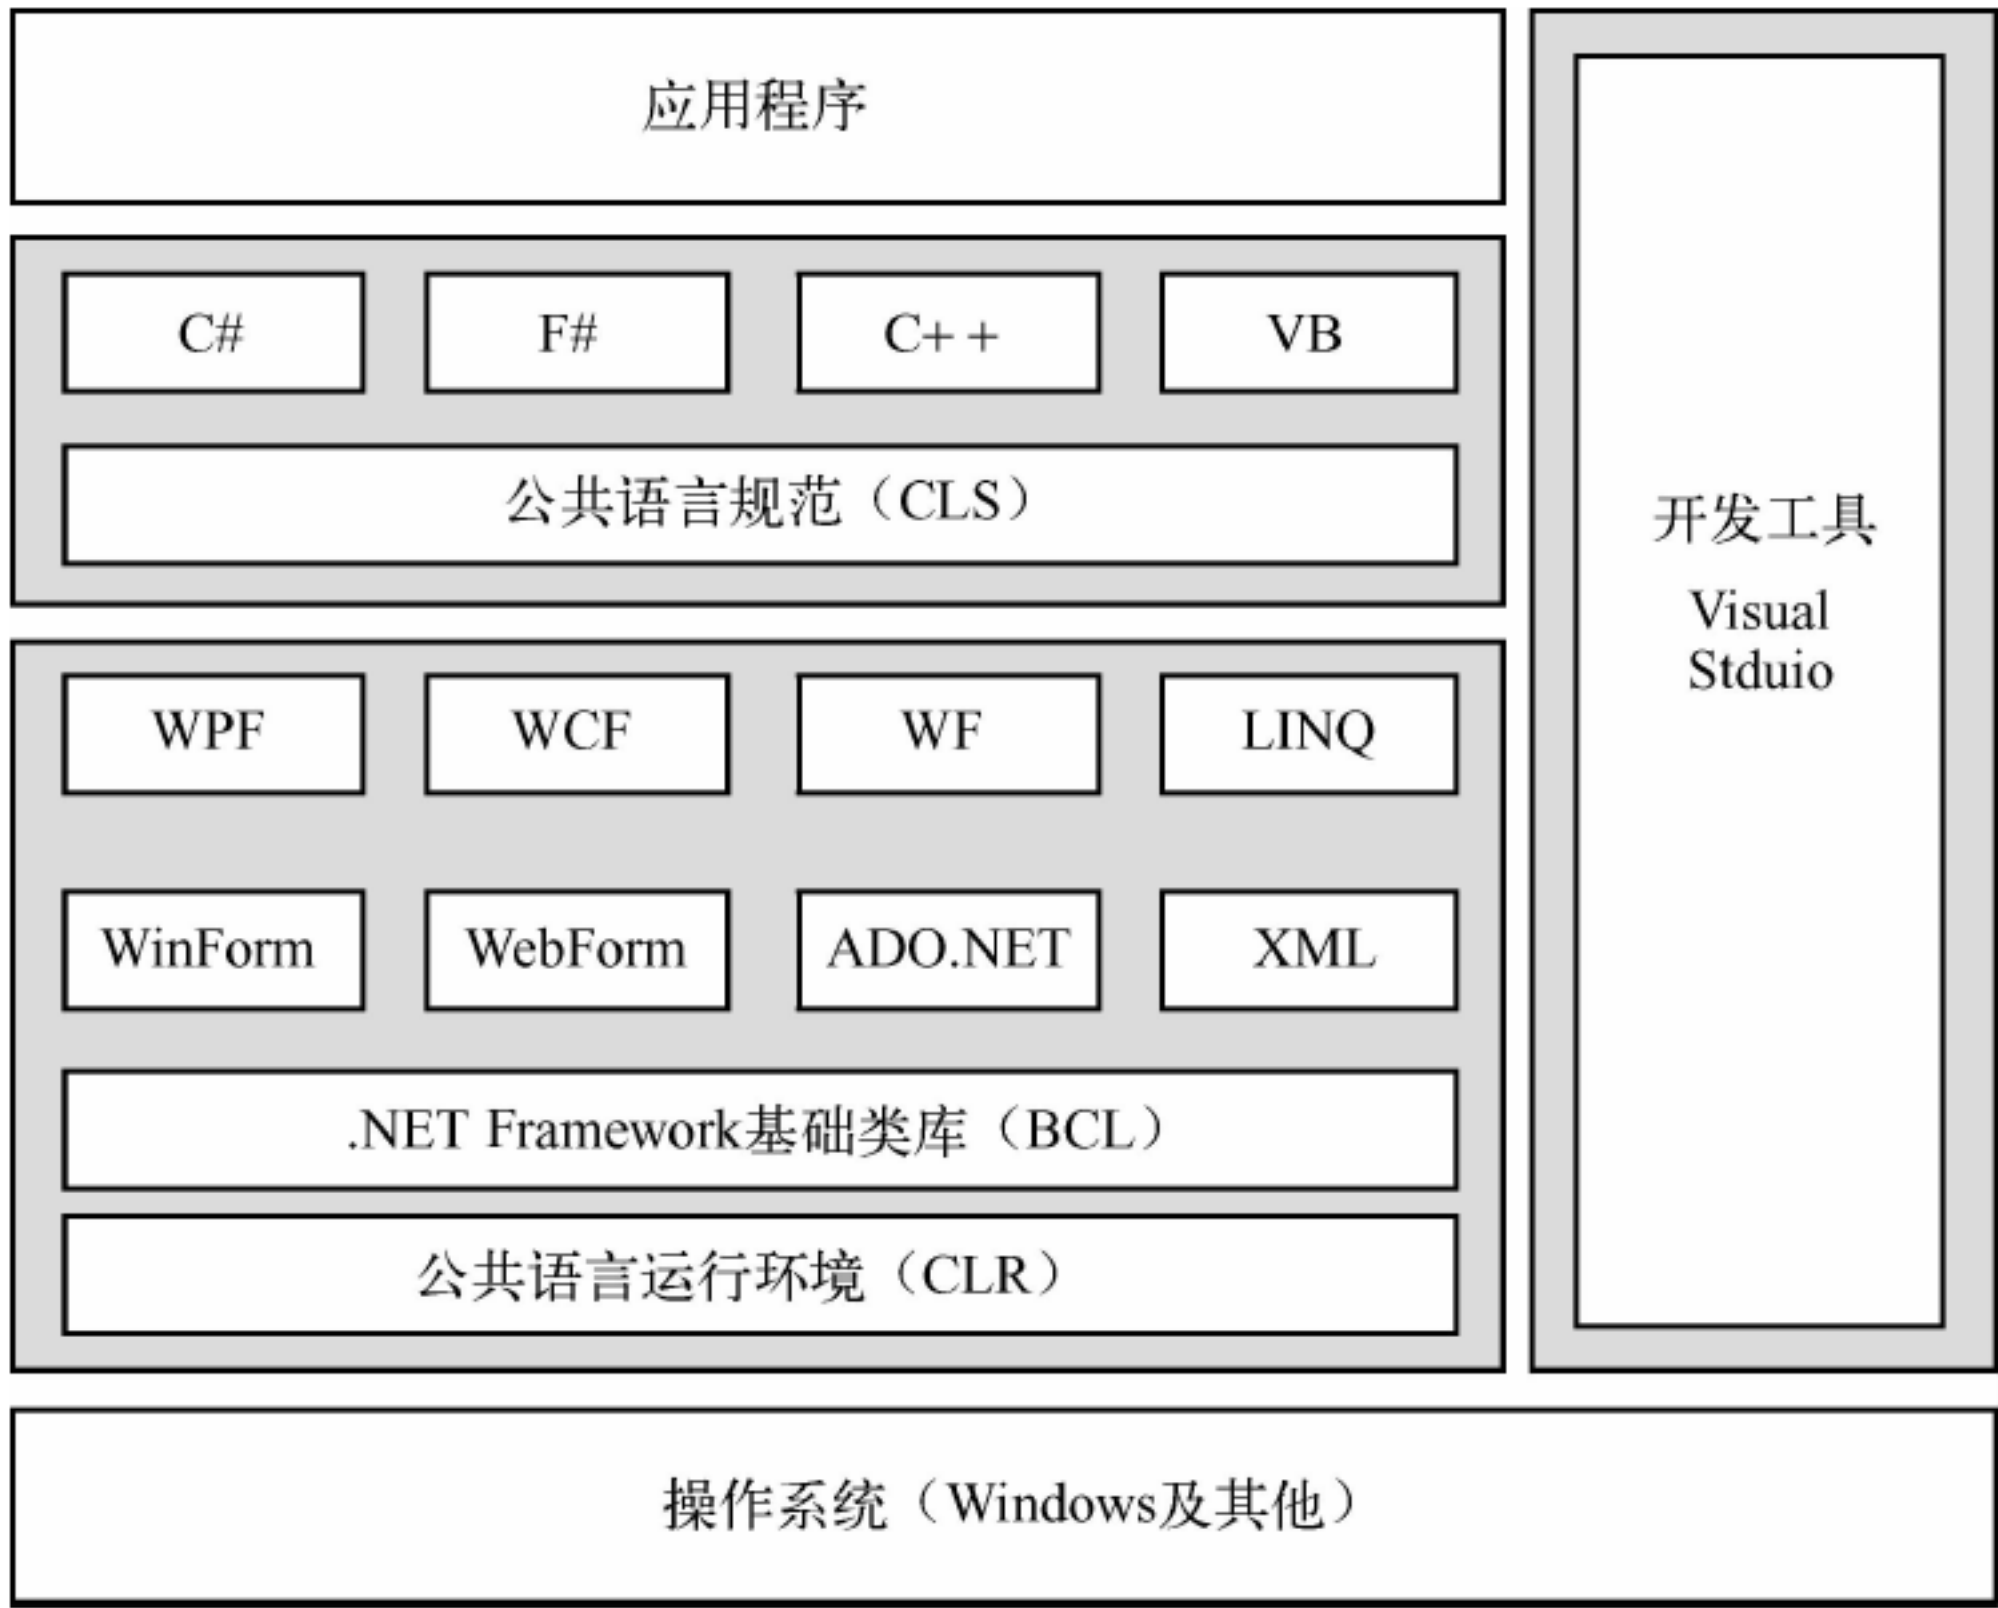 应用程序
C#
F#
C++
VB
公共语言规范（CLS）
WPF
WCF
WF
LINQ
WinForm
WebForm
ADO.NET
XML
.NET Framework基础类库（BCL）
公共语言运行环境（CLR）
开发工具
Visual
Stduio
操作系统（Windows及其他）